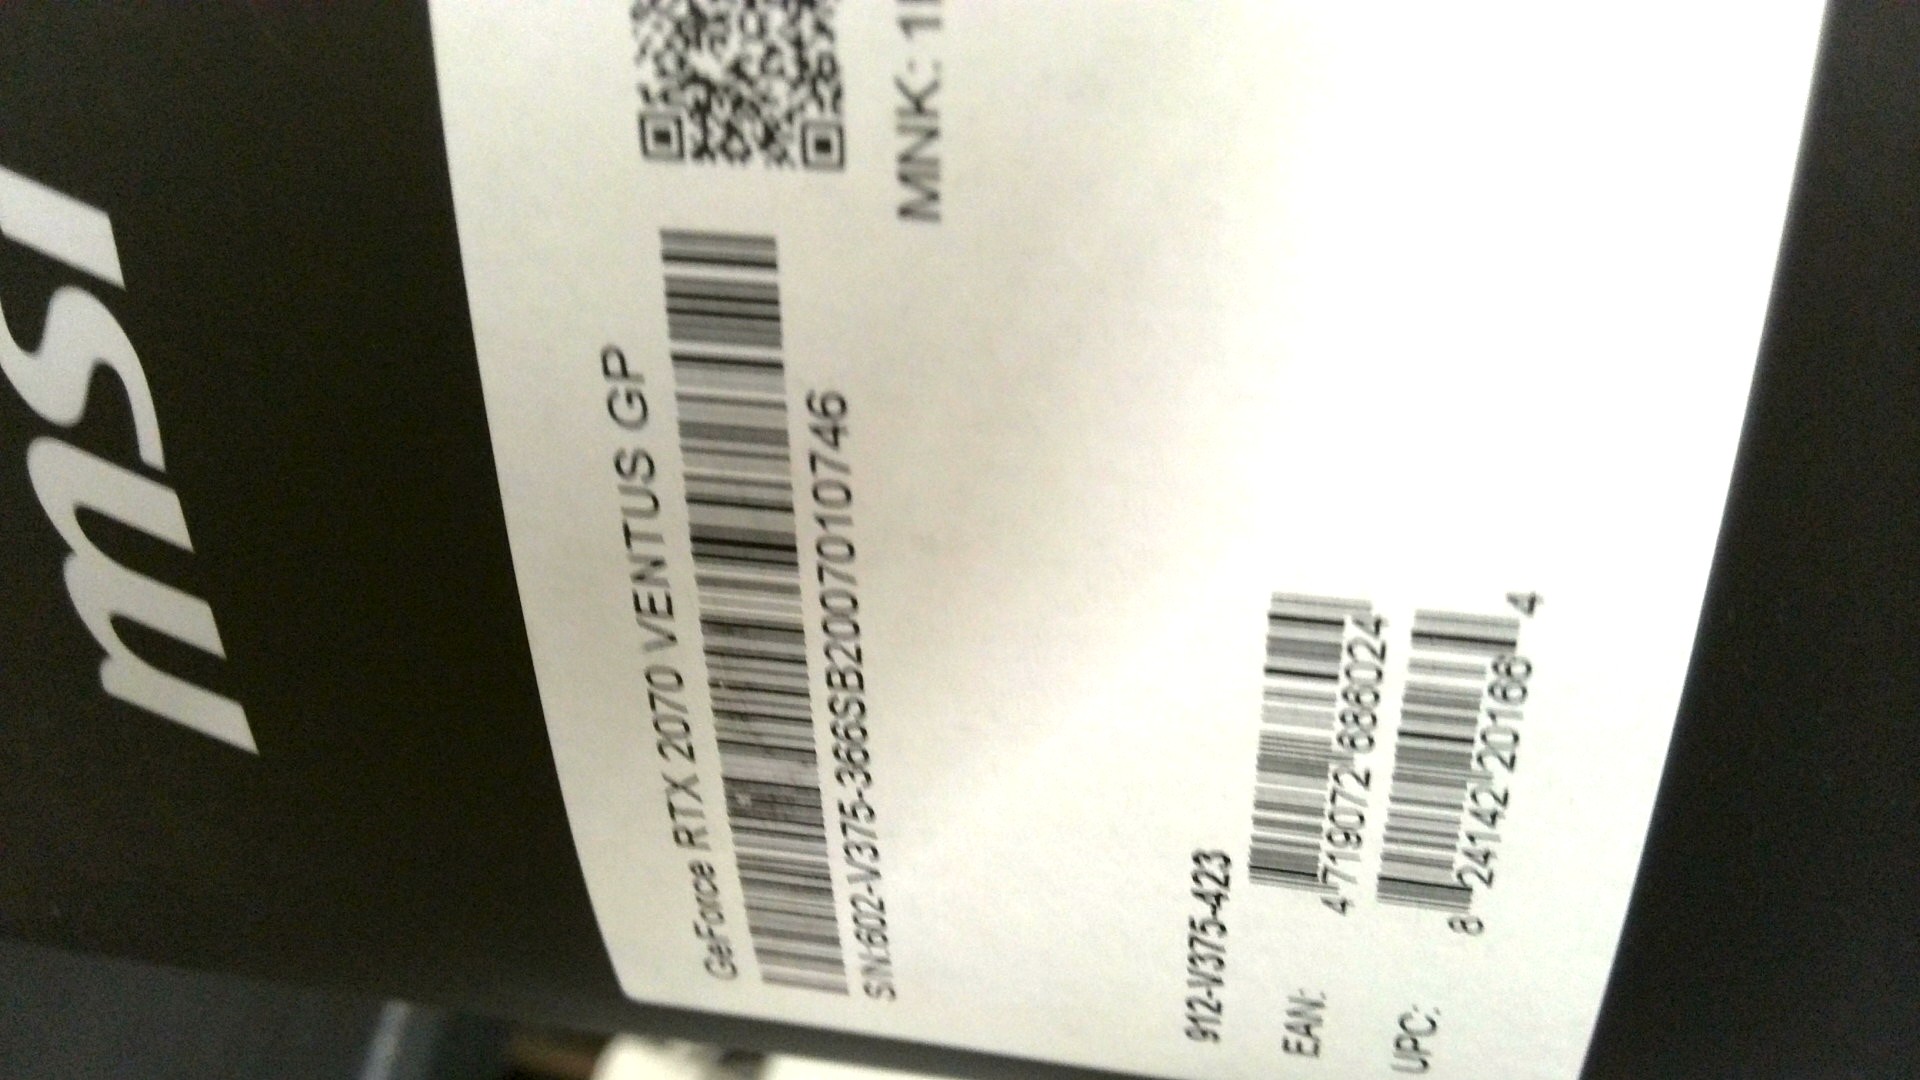 msi
GeForce RTX 2070 VENTUS GP
S/N:602-V375-366SB2007010746
MNK:
912-V375-423
EAN:
4 719072 686024
UPC:
8 24142 20166 4